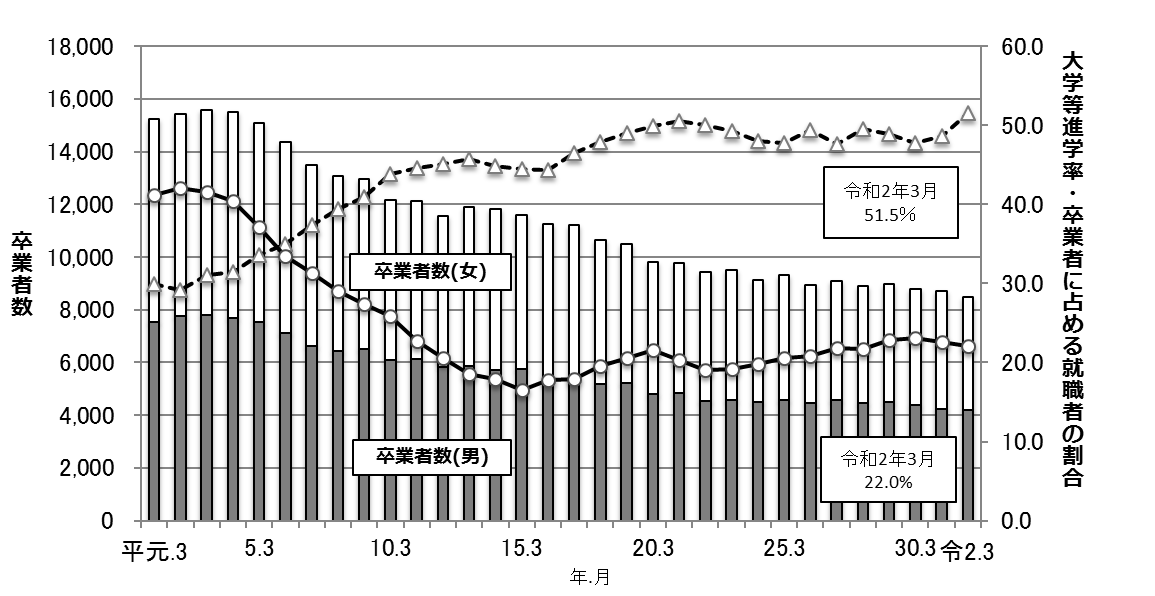 18,000
16,000
14,000
12,000
10,000
8,000
6,000
4,000
2,000
0
卒業者数
60.0
50.0
40.0
30.0
20.0
10.0
0.0
大学等進学率・卒業者に占める就職者の割合
令和2年3月
51.5%
卒業者数(女)
卒業者数(男)
令和2年3月
22.0%
平元.3 5.3 10.3 15.3 20.3 25.3 30.3 令2.3
年.月